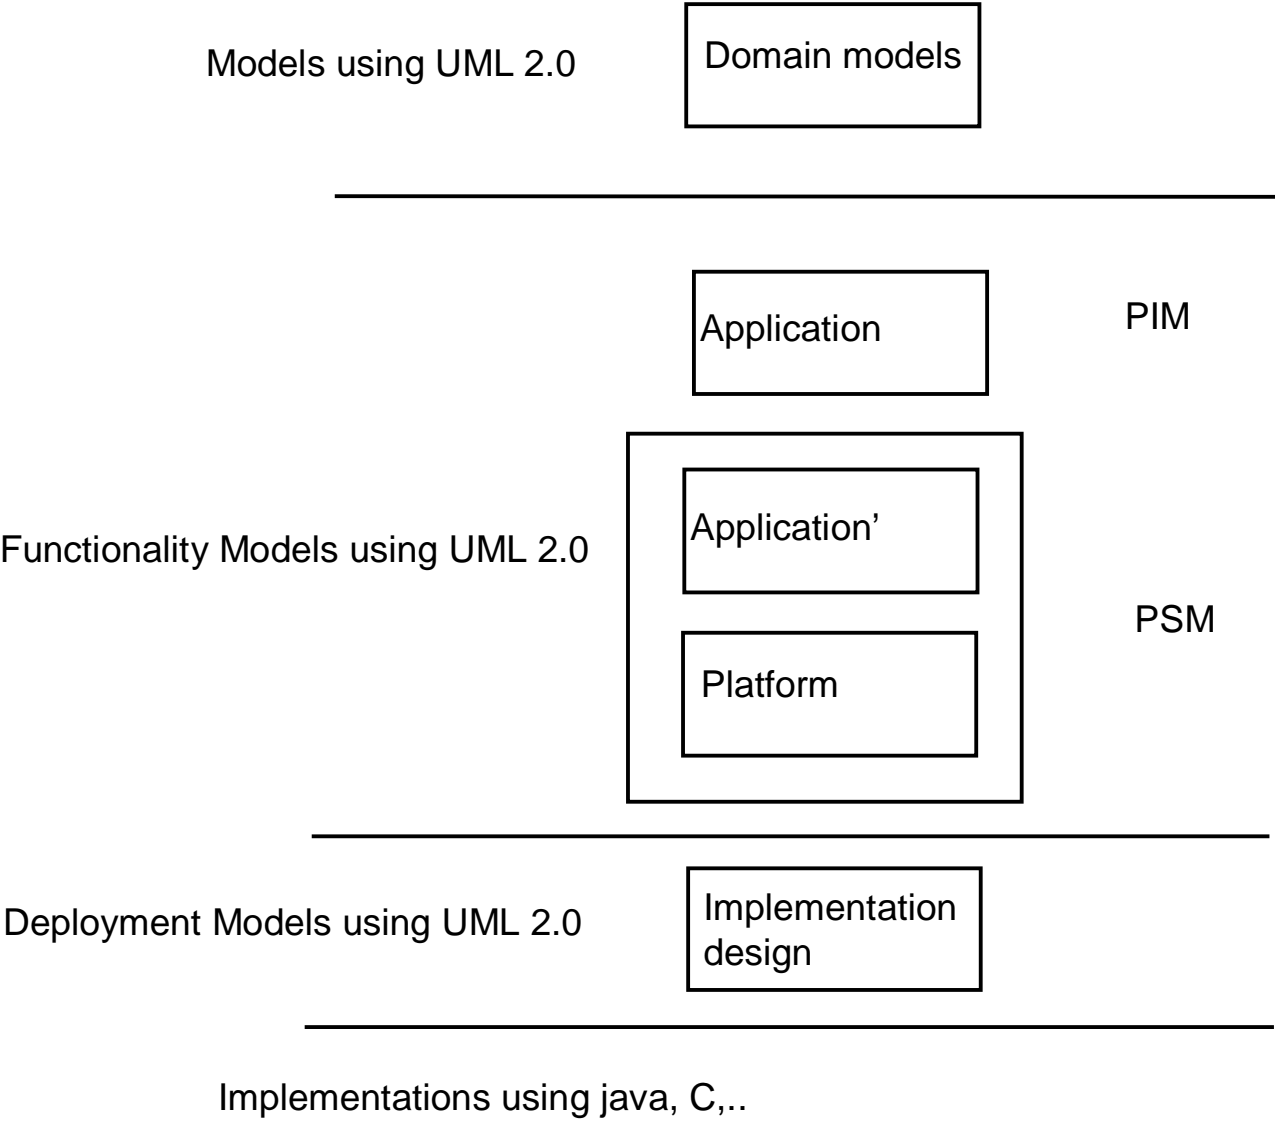 Models using UML 2.0
Domain models
Application
PIM
Functionality Models using UML 2.0
Application’
Platform
PSM
Deployment Models using UML 2.0
Implementation
design
Implementations using java, C,..